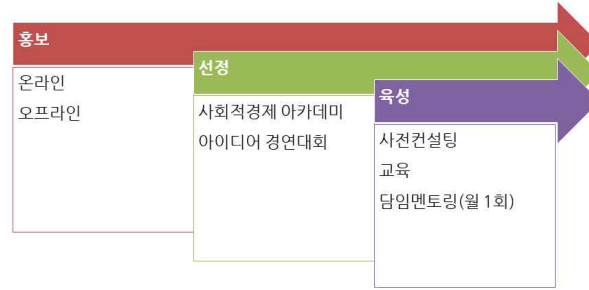 홍보
온라인
오프라인
선정
사회적경제 아카데미
아이디어 경연대회
육성
사전컨설팅
교육
담임멘토링(월 1회)